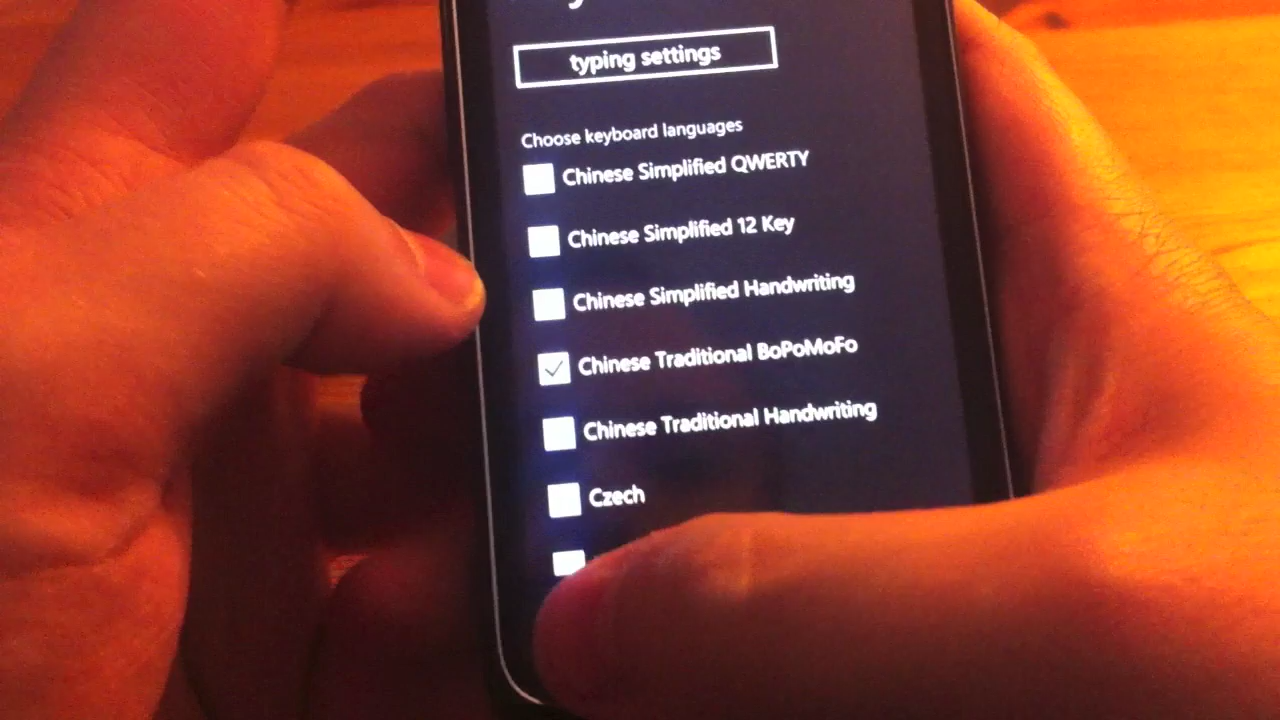 typing settings
Choose keyboard languages
Chinese Simplified QWERTY
Chinese Simplified 12 Key
Chinese Simplified Handwriting
Chinese Traditional BoPoMoFo
Chinese Traditional Handwriting
Czech